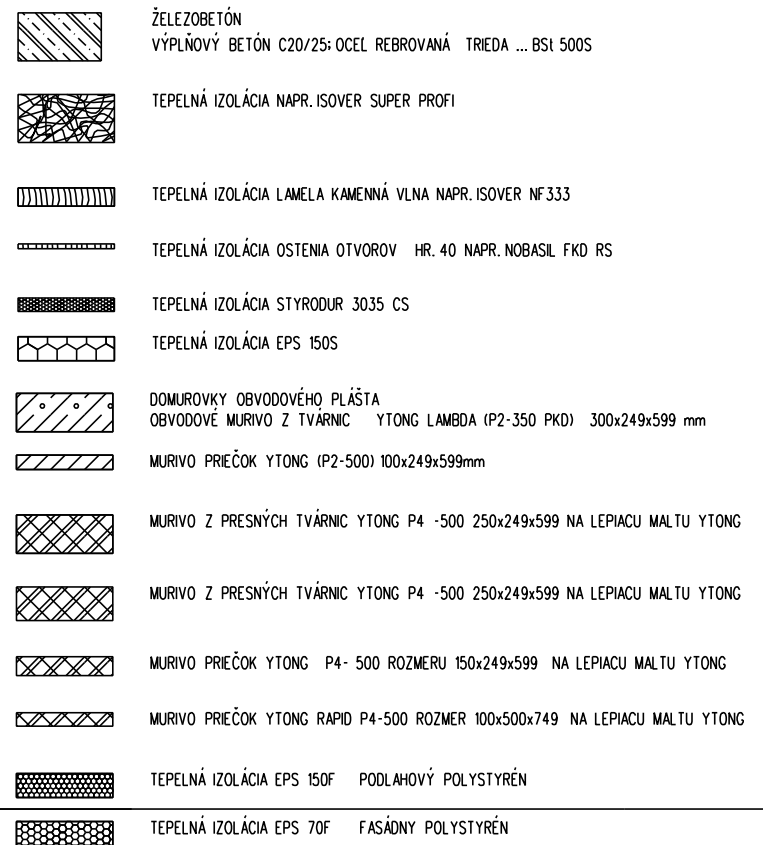 ŽELEZOBETÓN
VÝPLŇOVÝ BETÓN C20/25; OCEĽ REBROVANÁ TRIEDA ... BSt 500S
TEPELNÁ IZOLÁCIA NAPR. ISOVER SUPER PROFI
TEPELNÁ IZOLÁCIA LAMELA KAMENNÁ VLNA NAPR. ISOVER NF333
TEPELNÁ IZOLÁCIA OSTENIA OTVOROV HR. 40 NAPR. NOBASIL FKD RS
TEPELNÁ IZOLÁCIA STYRODUR 3035 CS
TEPELNÁ IZOLÁCIA EPS 150S
DOMUROVKY OBVODOVÉHO PLÁŠTA
OBVODOVÉ MURIVO Z TVÁRNIC YTONG LAMBDA (P2-350 PKD) 300x249x599 mm
MURIVO PRIEČOK YTONG (P2-500) 100x249x599mm
MURIVO Z PRESNÝCH TVÁRNIC YTONG P4 -500 250x249x599 NA LEPIACU MALTU YTONG
MURIVO Z PRESNÝCH TVÁRNIC YTONG P4 -500 250x249x599 NA LEPIACU MALTU YTONG
MURIVO PRIEČOK YTONG P4- 500 ROZMERU 150x249x599 NA LEPIACU MALTU YTONG
MURIVO PRIEČOK YTONG RAPID P4-500 ROZMER 100x500x749 NA LEPIACU MALTU YTONG
TEPELNÁ IZOLÁCIA EPS 150F PODLAHOVÝ POLYSTYRÉN
TEPELNÁ IZOLÁCIA EPS 70F FASÁDNY POLYSTYRÉN